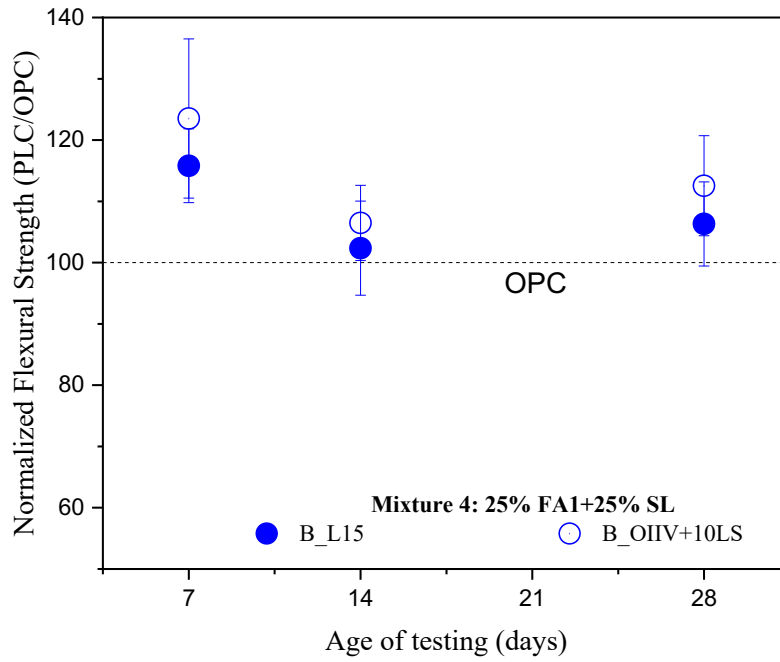 140
120
100
80
60
Normalized Flexural Strength (PLC/OPC)
OPC
Mixture 4: 25% FA1+25% SL
B_L15 B_OIIV+10LS
7 14 21 28
Age of testing (days)